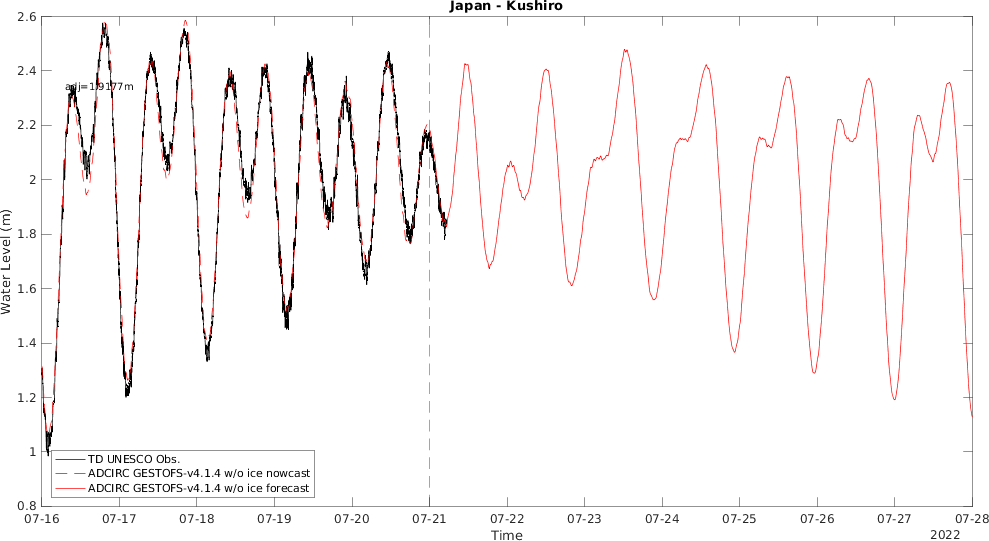 Japan - Kushiro
2.6
2.4
2.2
2
1.8
1.6
1.4
1.2
1
0.8
Water Level (m)
adj=1.9177m
TD UNESCO Obs.
ADCIRC GESTOFS-v4.1.4 w/o ice nowcast
ADCIRC GESTOFS-v4.1.4 w/o ice forecast
07-16 07-17 07-18 07-19 07-20 07-21 07-22 07-23 07-24 07-25 07-26 07-27 07-28
Time
2022